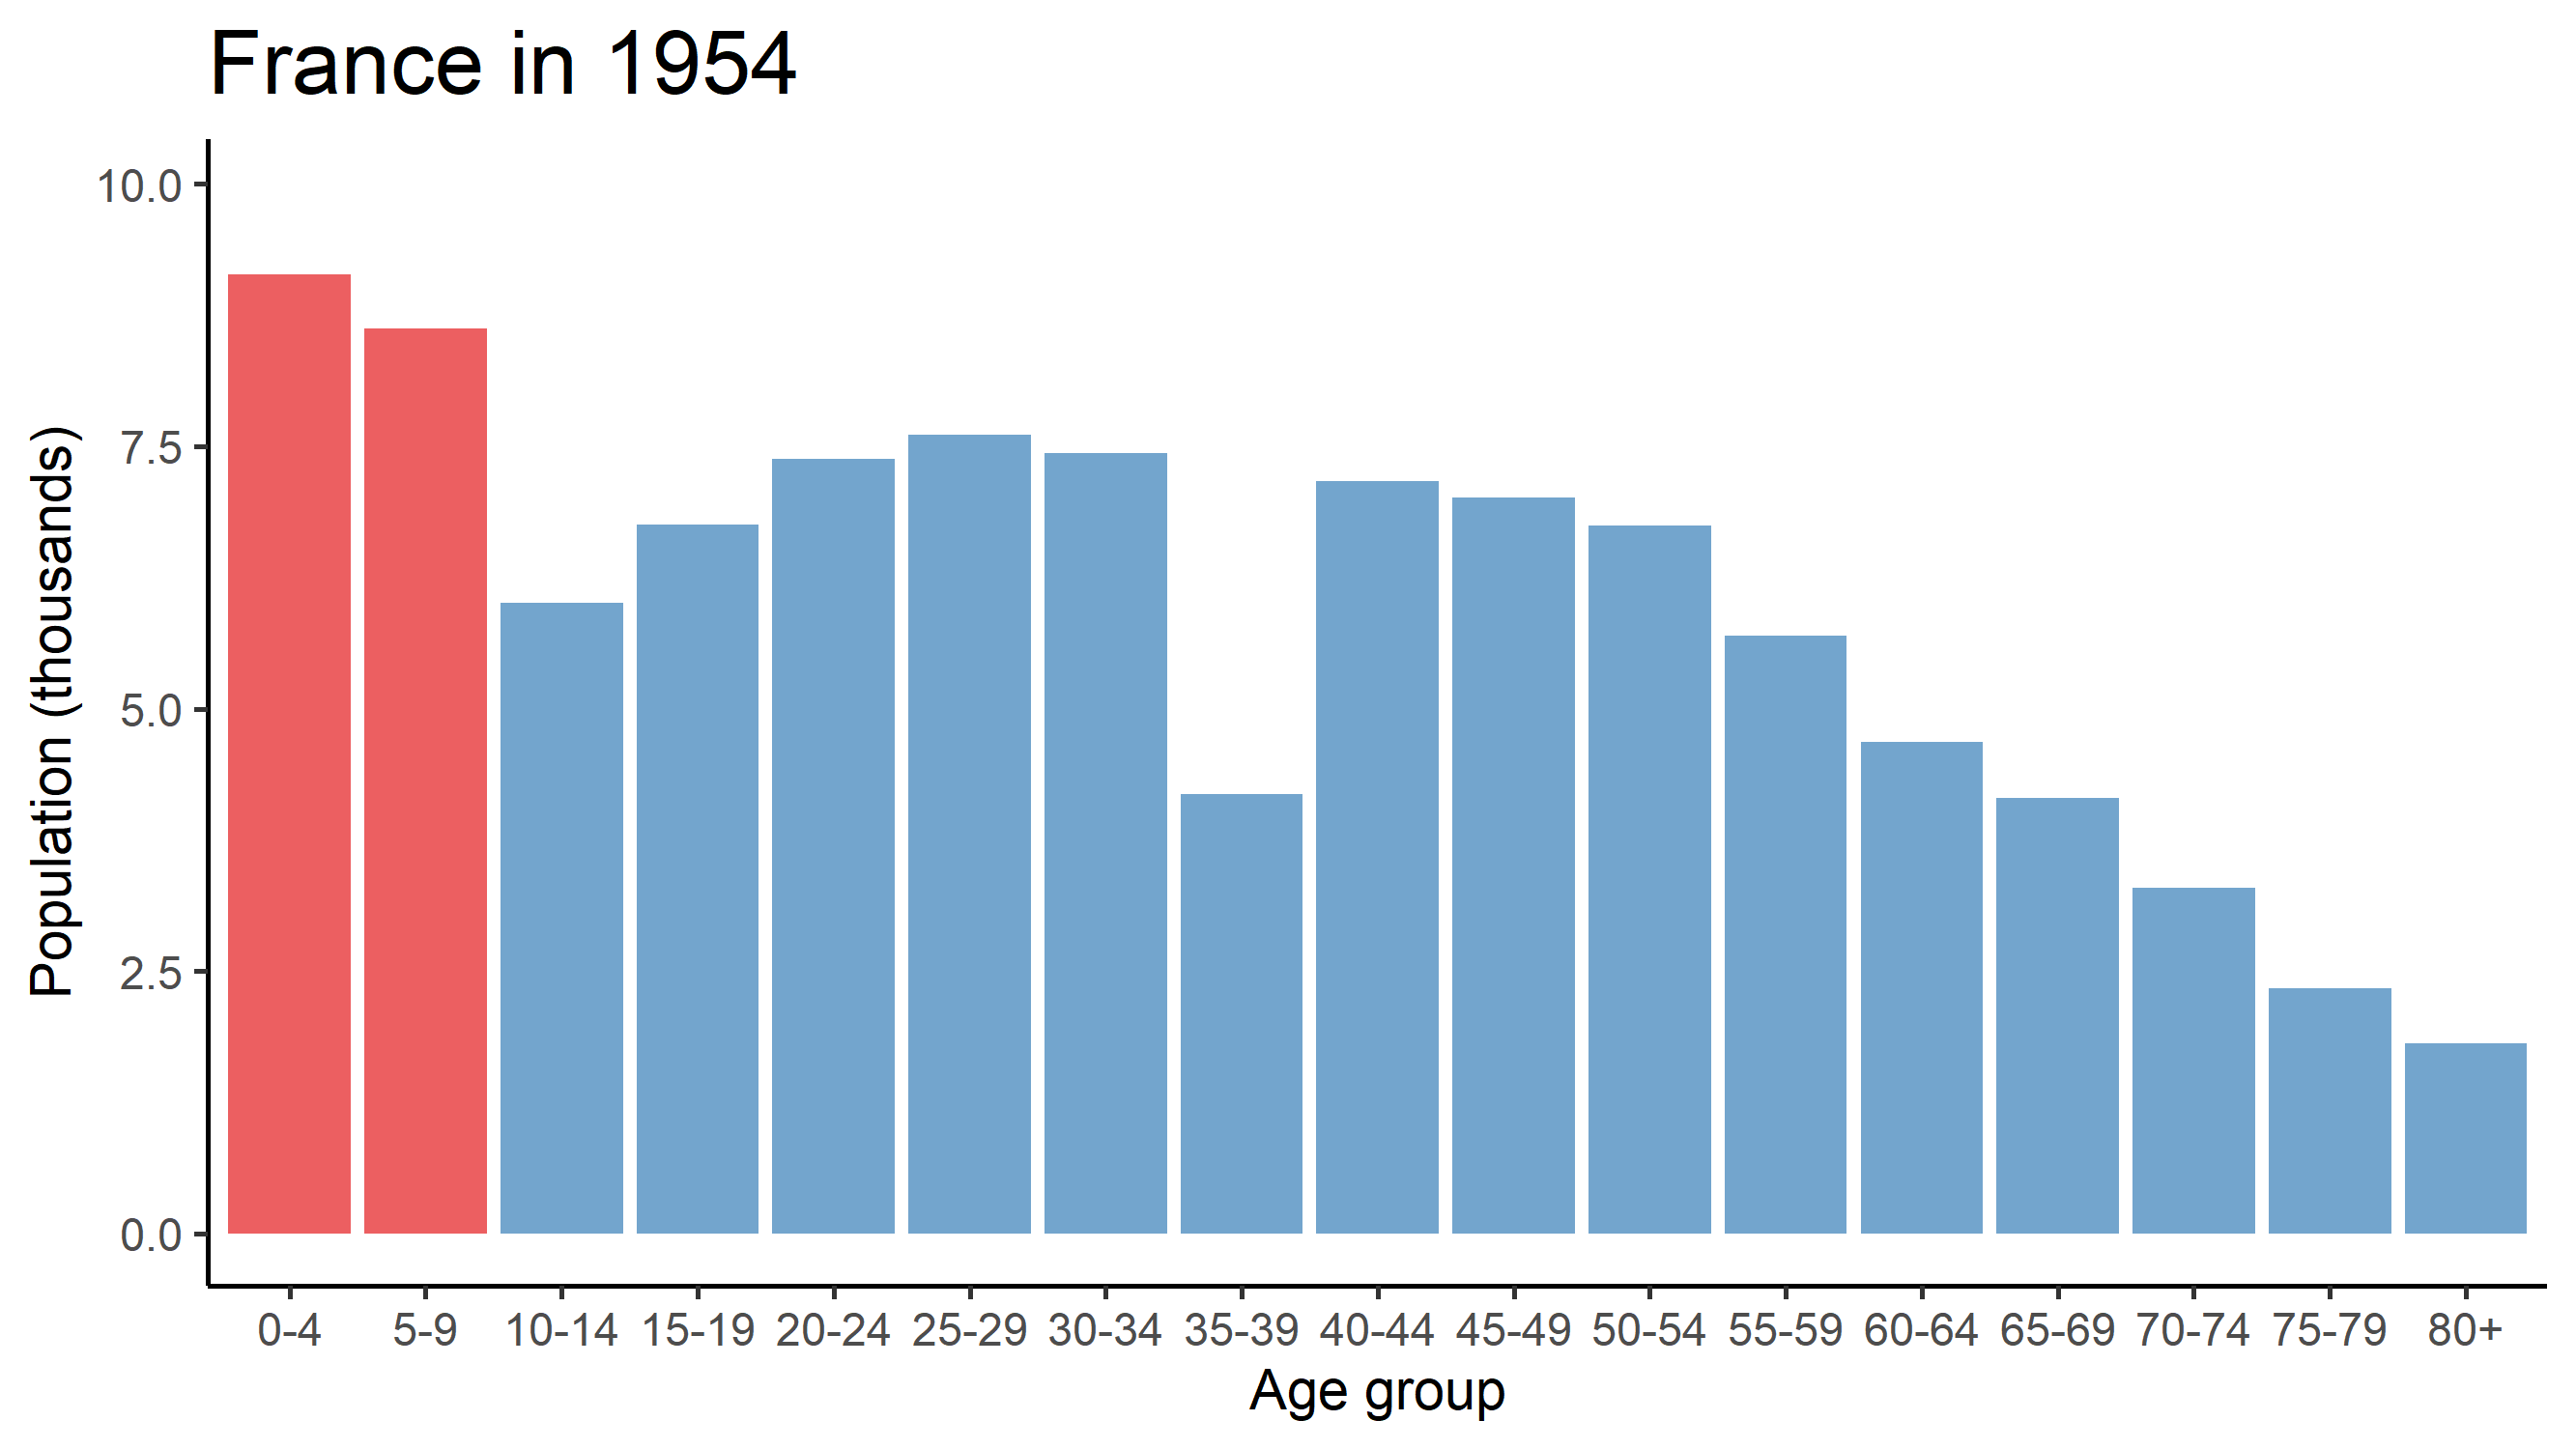 France in 1954
Population (thousands)
10.0
7.5
5.0
2.5
0.0
0-4 5-9 10-14 15-19 20-24 25-29 30-34 35-39 40-44 45-49 50-54 55-59 60-64 65-69 70-74 75-79 80+
Age group